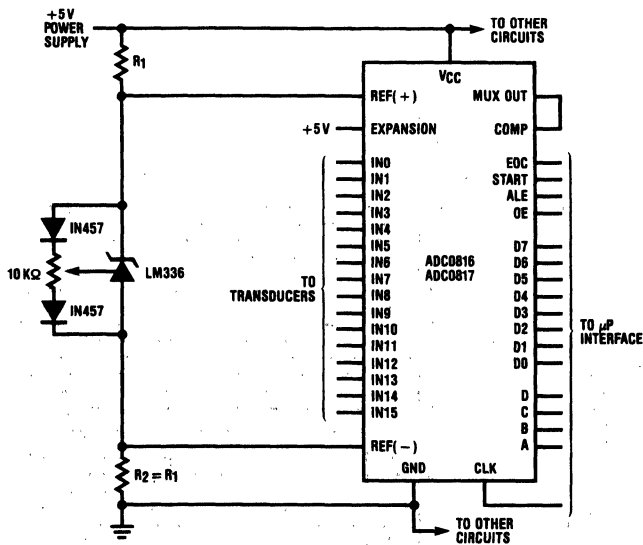 +5V
POWER
SUPPLY
TO OTHER
CIRCUITS
R1
VCC
REF(+)
MUX OUT
+5V
EXPANSION
COMP
IN0
EOC
IN1
START
IN2
ALE
IN3
OE
IN4
IN5
D7
IN6
D6
IN7
D5
IN8
D4
IN9
D3
IN10
D2
IN11
D1
IN12
D0
IN13
IN14
D
IN15
C
B
REF(-)
A
ADC0816
ADC0817
TO
TRANSDUCERS
TO μP
INTERFACE
IN457
10KΩ
LM336
IN457
R2 = R1
GND
CLK
TO OTHER
CIRCUITS